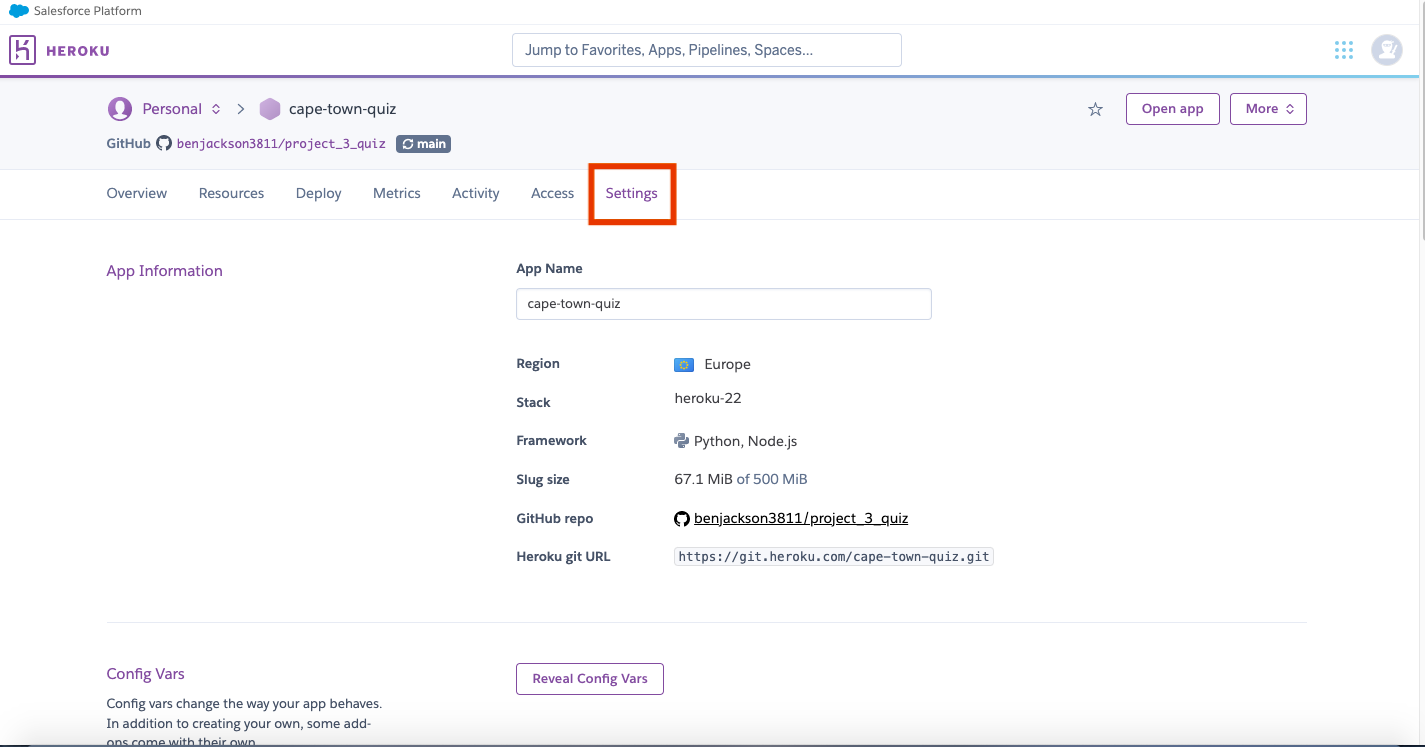 Salesforce Platform
HEROKU
Jump to Favorites, Apps, Pipelines, Spaces...
Personal
cape-town-quiz
Open app
More
GitHub benjackson3811/project_3_quiz main
Overview Resources Deploy Metrics Activity Access Settings
App Information
App Name
cape-town-quiz
Region Europe
Stack heroku-22
Framework Python, Node.js
Slug size 67.1 MiB of 500 MiB
GitHub repo benjackson3811/project_3_quiz
Heroku git URL https://git.heroku.com/cape-town-quiz.git
Config Vars
Reveal Config Vars
Config vars change the way your app behaves.
In addition to creating your own, some add-
ons come with their own.